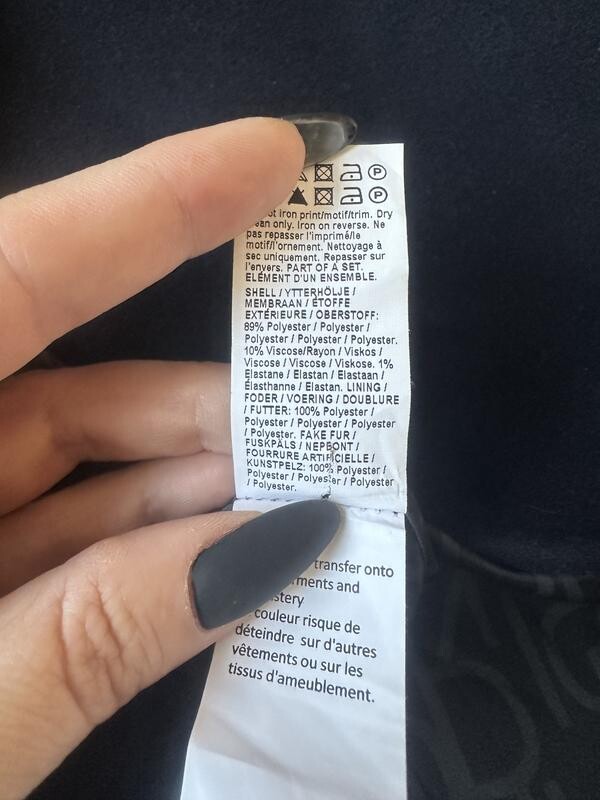 P
P
ot iron print/motif/trim. Dry
ean only. Iron on reverse. Ne
pas repasser l'imprimé/le
motif/l'ornement. Nettoyage à
sec uniquement. Repasser sur
l'envers. PART OF A SET.
ELEMENT D'UN ENSEMBLE.
SHELL / YTTERHÖLJE /
MEMBRAAN / ÉTOFFE
EXTÉRIEURE / OBERSTOFF:
89% Polyester / Polyester /
Polyester / Polyester / Polyester.
10% Viscose/Rayon / Viskos /
Viscose / Viscose / Viskose. 1%
Elastane / Elastan / Elastaan /
Élasthanne / Elastan. LINING /
FODER / VOERING / DOUBLURE
/ FUTTER: 100% Polyester /
Polyester / Polyester / Polyester
/ Polyester. FAKE FUR /
FUSKPÄLS / NEPBONT /
FOURRURE ARTIFICIELLE /
KUNSTPELZ: 100% Polyester /
Polyester / Polyester / Polyester
/ Polyester.
transfer onto
ments and
stery
couleur risque de
déteindre sur d'autres
vêtements ou sur les
tissus d'ameublement.